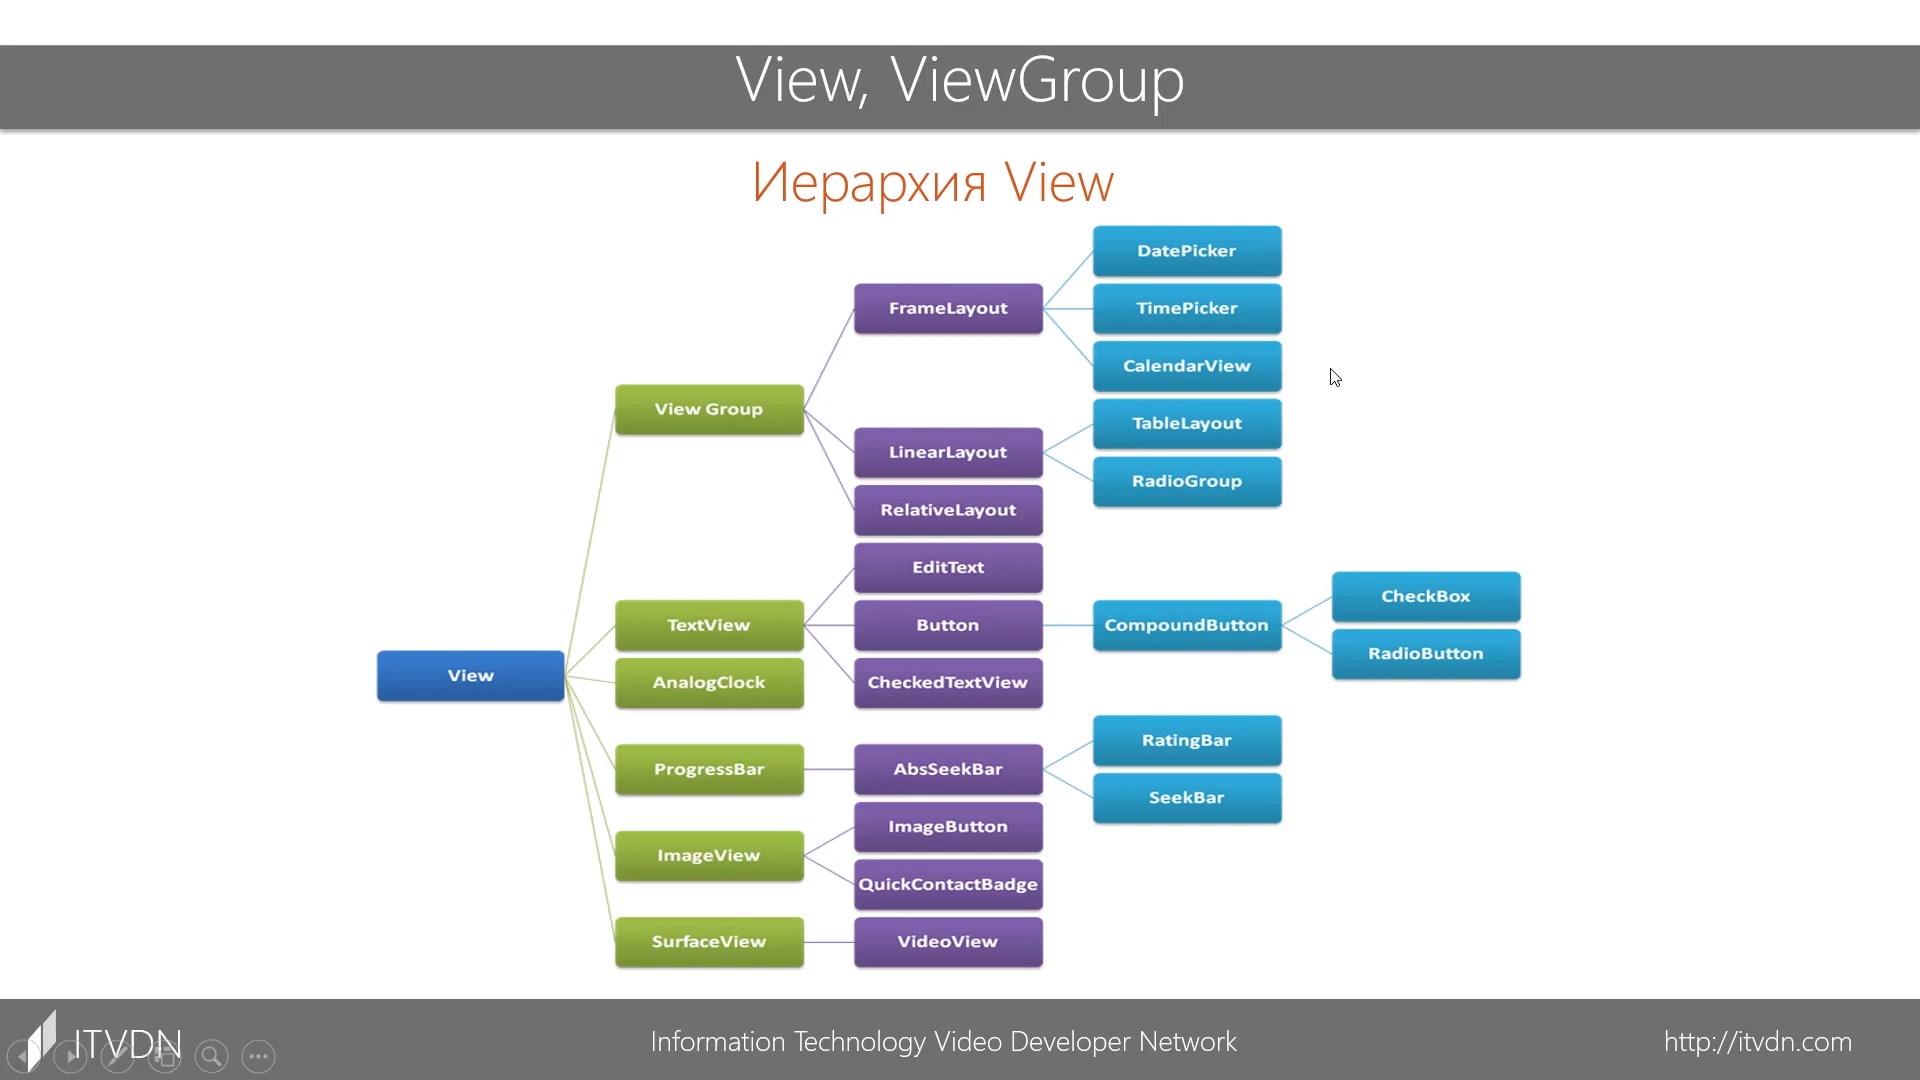 View, ViewGroup
Иерархия View
DatePicker
FrameLayout
TimePicker
CalendarView
View Group
TableLayout
LinearLayout
RadioGroup
RelativeLayout
EditText
CheckBox
TextView
Button
CompoundButton
RadioButton
View
AnalogClock
CheckedTextView
RatingBar
ProgressBar
AbsSeekBar
SeekBar
ImageButton
ImageView
QuickContactBadge
SurfaceView
VideoView
ITVDN
Information Technology Video Developer Network
http://itvdn.com